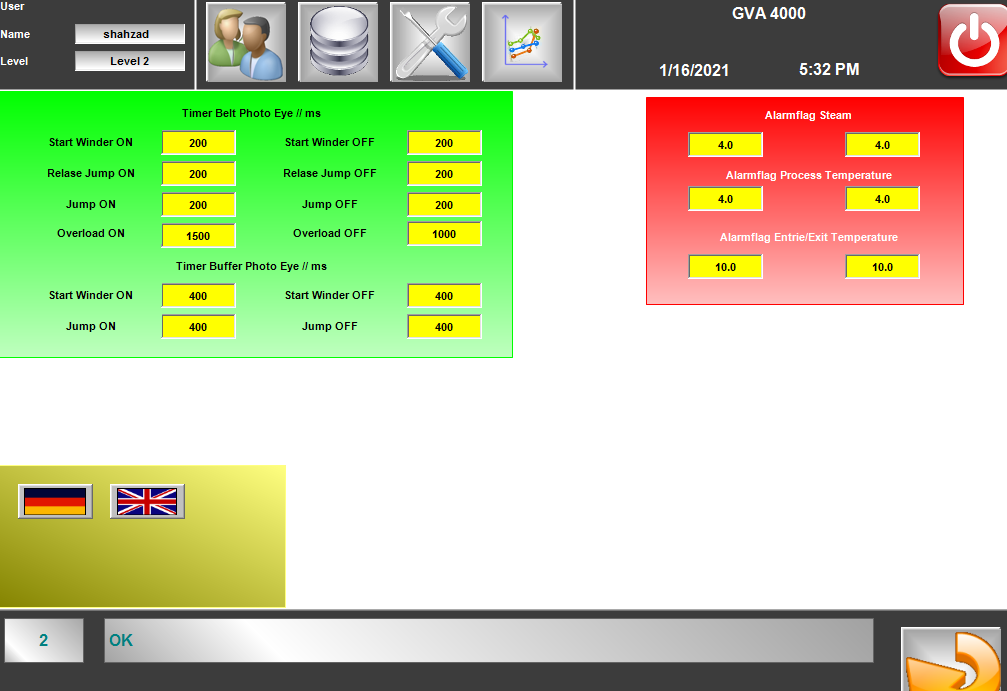 User
Name shahzad
Level Level 2
GVA 4000
1/16/2021 5:32 PM
Timer Belt Photo Eye // ms
Start Winder ON 200 Start Winder OFF 200
Relase Jump ON 200 Relase Jump OFF 200
Jump ON 200 Jump OFF 200
Overload ON 1500 Overload OFF 1000
Timer Buffer Photo Eye // ms
Start Winder ON 400 Start Winder OFF 400
Jump ON 400 Jump OFF 400
Alarmflag Steam
4.0 4.0
Alarmflag Process Temperature
4.0 4.0
Alarmflag Entrie/Exit Temperature
10.0 10.0
2 OK